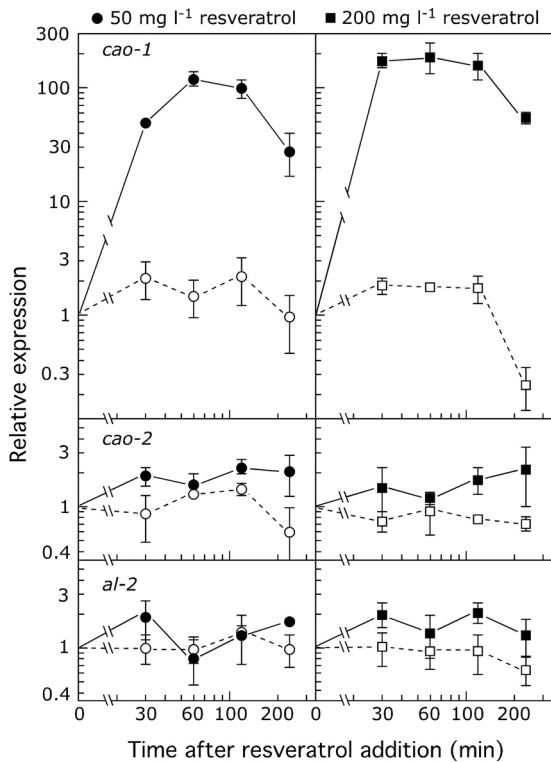 ● 50 mg l⁻¹ resveratrol ■ 200 mg l⁻¹ resveratrol
300
cao-1
100
30
10
3
1
0.3
cao-2
3
1
0.4
al-2
3
1
0.4
Relative expression
0 30 60 100 200 0 30 60 100 200
Time after resveratrol addition (min)